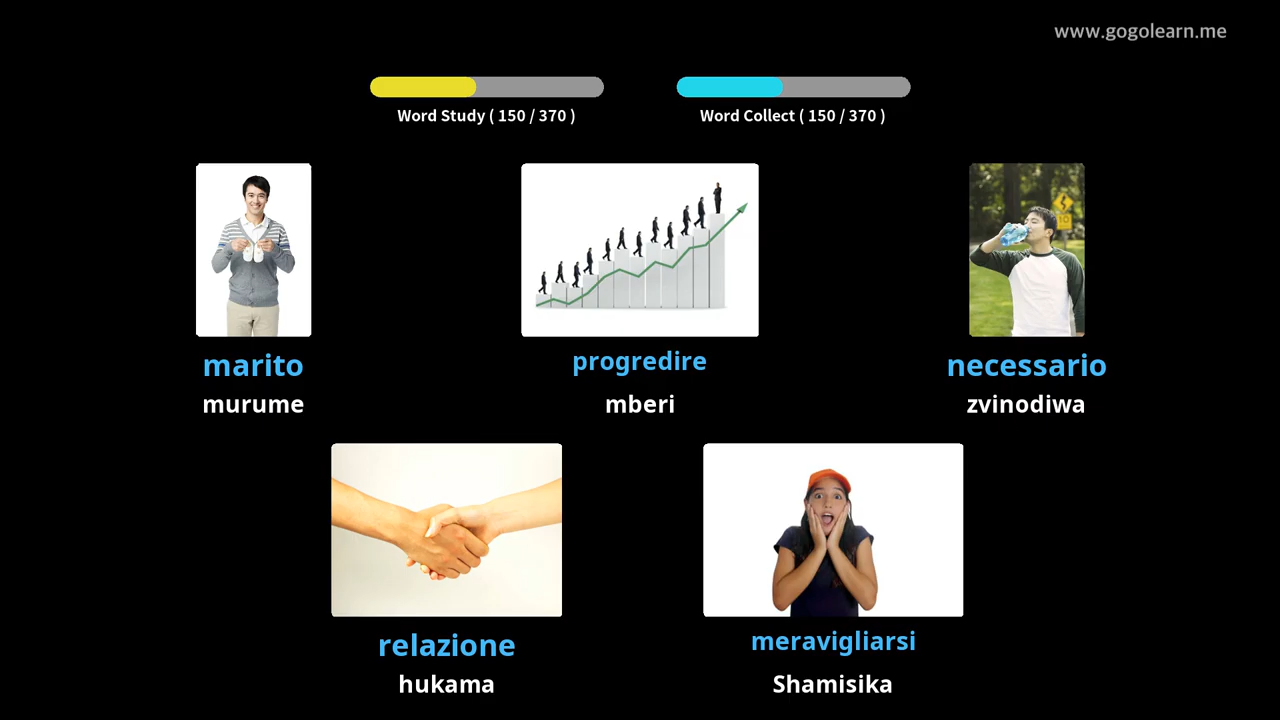 www.gogolearn.me
Word Study ( 150 / 370 )
Word Collect ( 150 / 370 )
marito
murume
progredire
mberi
necessario
zvinodiwa
relazione
hukama
meravigliarsi
Shamisika